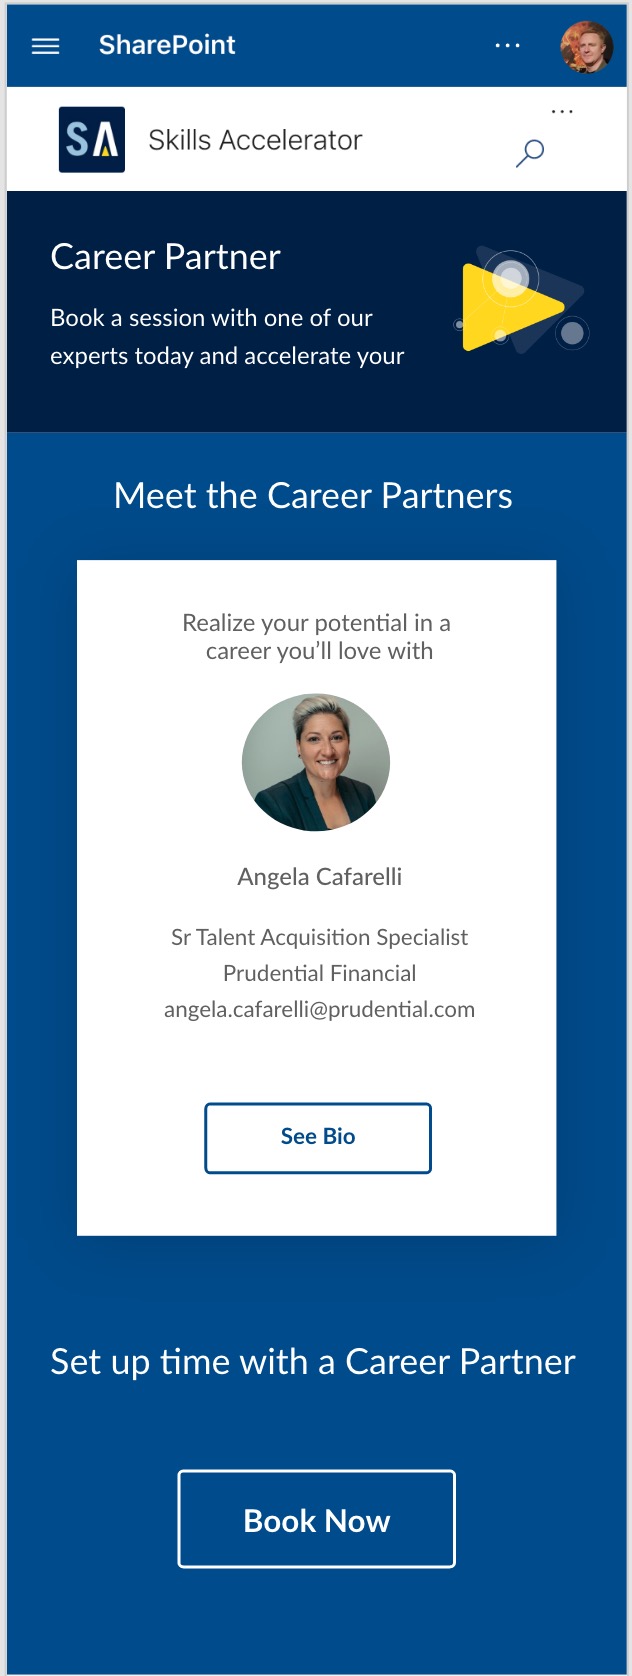 SharePoint
SA
Skills Accelerator
Career Partner
Book a session with one of our
experts today and accelerate your
Meet the Career Partners
Realize your potential in a
career you’ll love with
Angela Cafarelli
Sr Talent Acquisition Specialist
Prudential Financial
angela.cafarelli@prudential.com
See Bio
Set up time with a Career Partner
Book Now